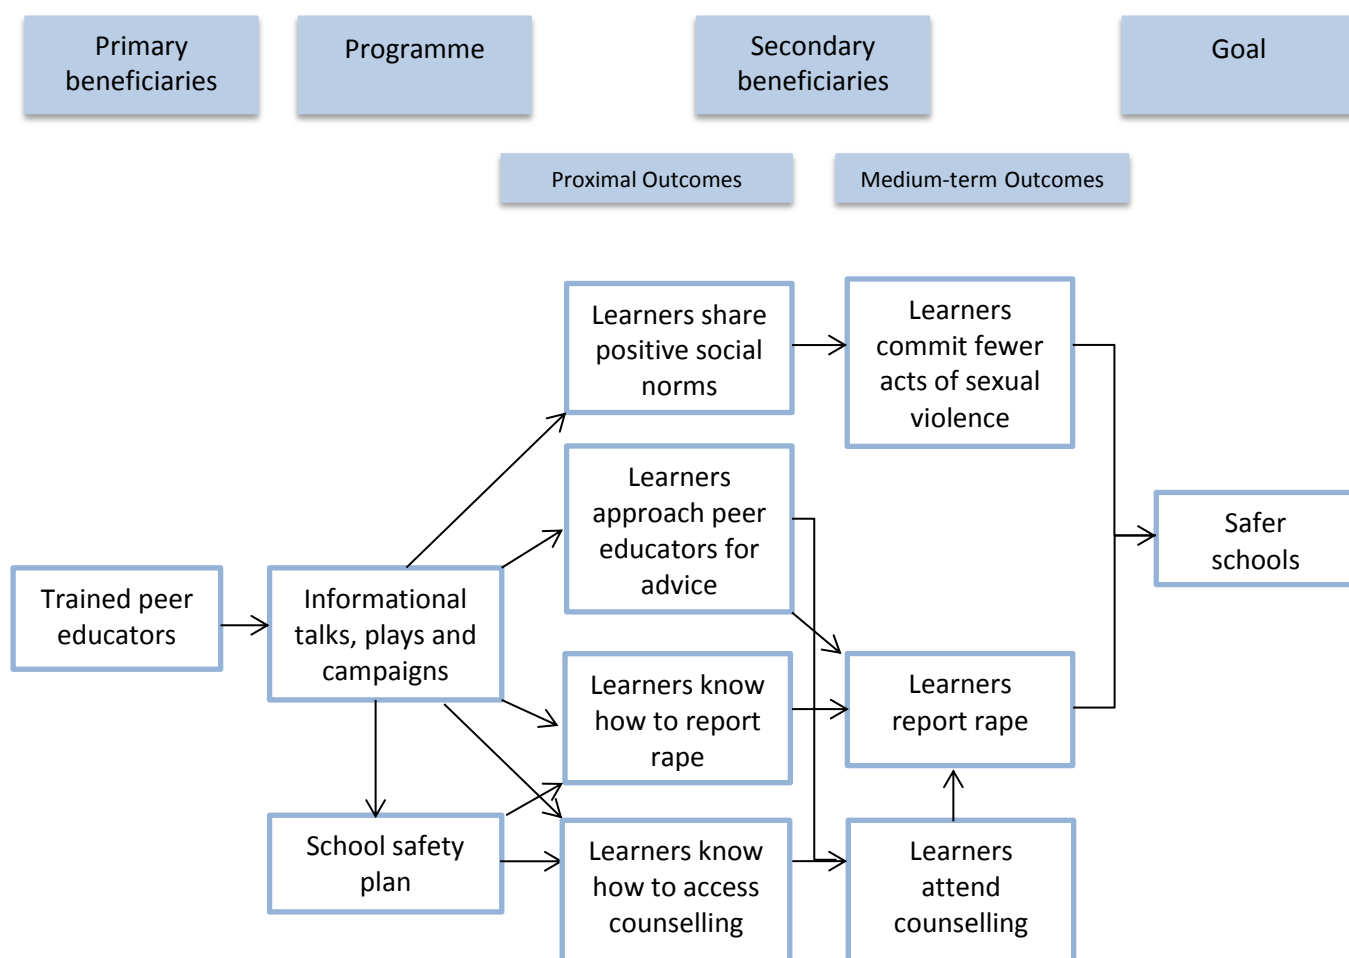 Primary
beneficiaries
Programme
Secondary
beneficiaries
Goal
Proximal Outcomes
Medium-term Outcomes
Learners share
positive social
norms
Learners
commit fewer
acts of sexual
violence
Learners
approach peer
educators for
advice
Safer
schools
Trained peer
educators
Informational
talks, plays and
campaigns
Learners know
how to report
rape
Learners
report rape
School safety
plan
Learners know
how to access
counselling
Learners
attend
counselling